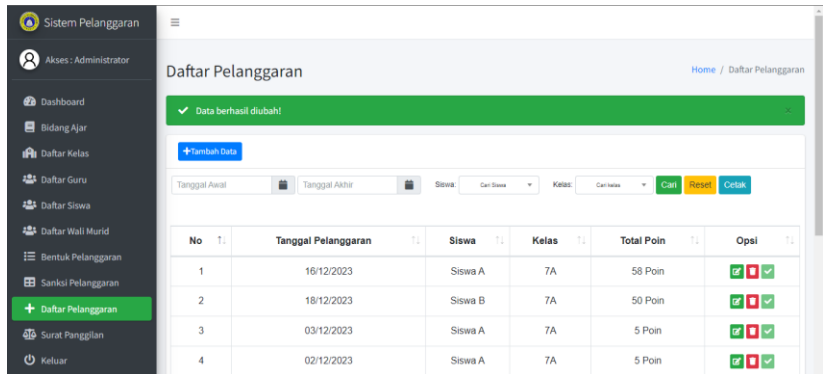 Sistem Pelanggaran
Akses : Administrator
Dashboard
Bidang Ajar
Daftar Kelas
Daftar Guru
Daftar Siswa
Daftar Wali Murid
Bentuk Pelanggaran
Sanksi Pelanggaran
Daftar Pelanggaran
Surat Panggilan
Keluar
Daftar Pelanggaran
Home / Daftar Pelanggaran
Data berhasil diubah! ×
+Tambah Data
Tanggal Awal Tanggal Akhir Siswa: Cari Siswa Kelas: Cari kelas Cari Reset Cetak
No Tanggal Pelanggaran Siswa Kelas Total Poin Opsi
1 16/12/2023 Siswa A 7A 58 Poin
2 18/12/2023 Siswa B 7A 50 Poin
3 03/12/2023 Siswa A 7A 5 Poin
4 02/12/2023 Siswa A 7A 5 Poin